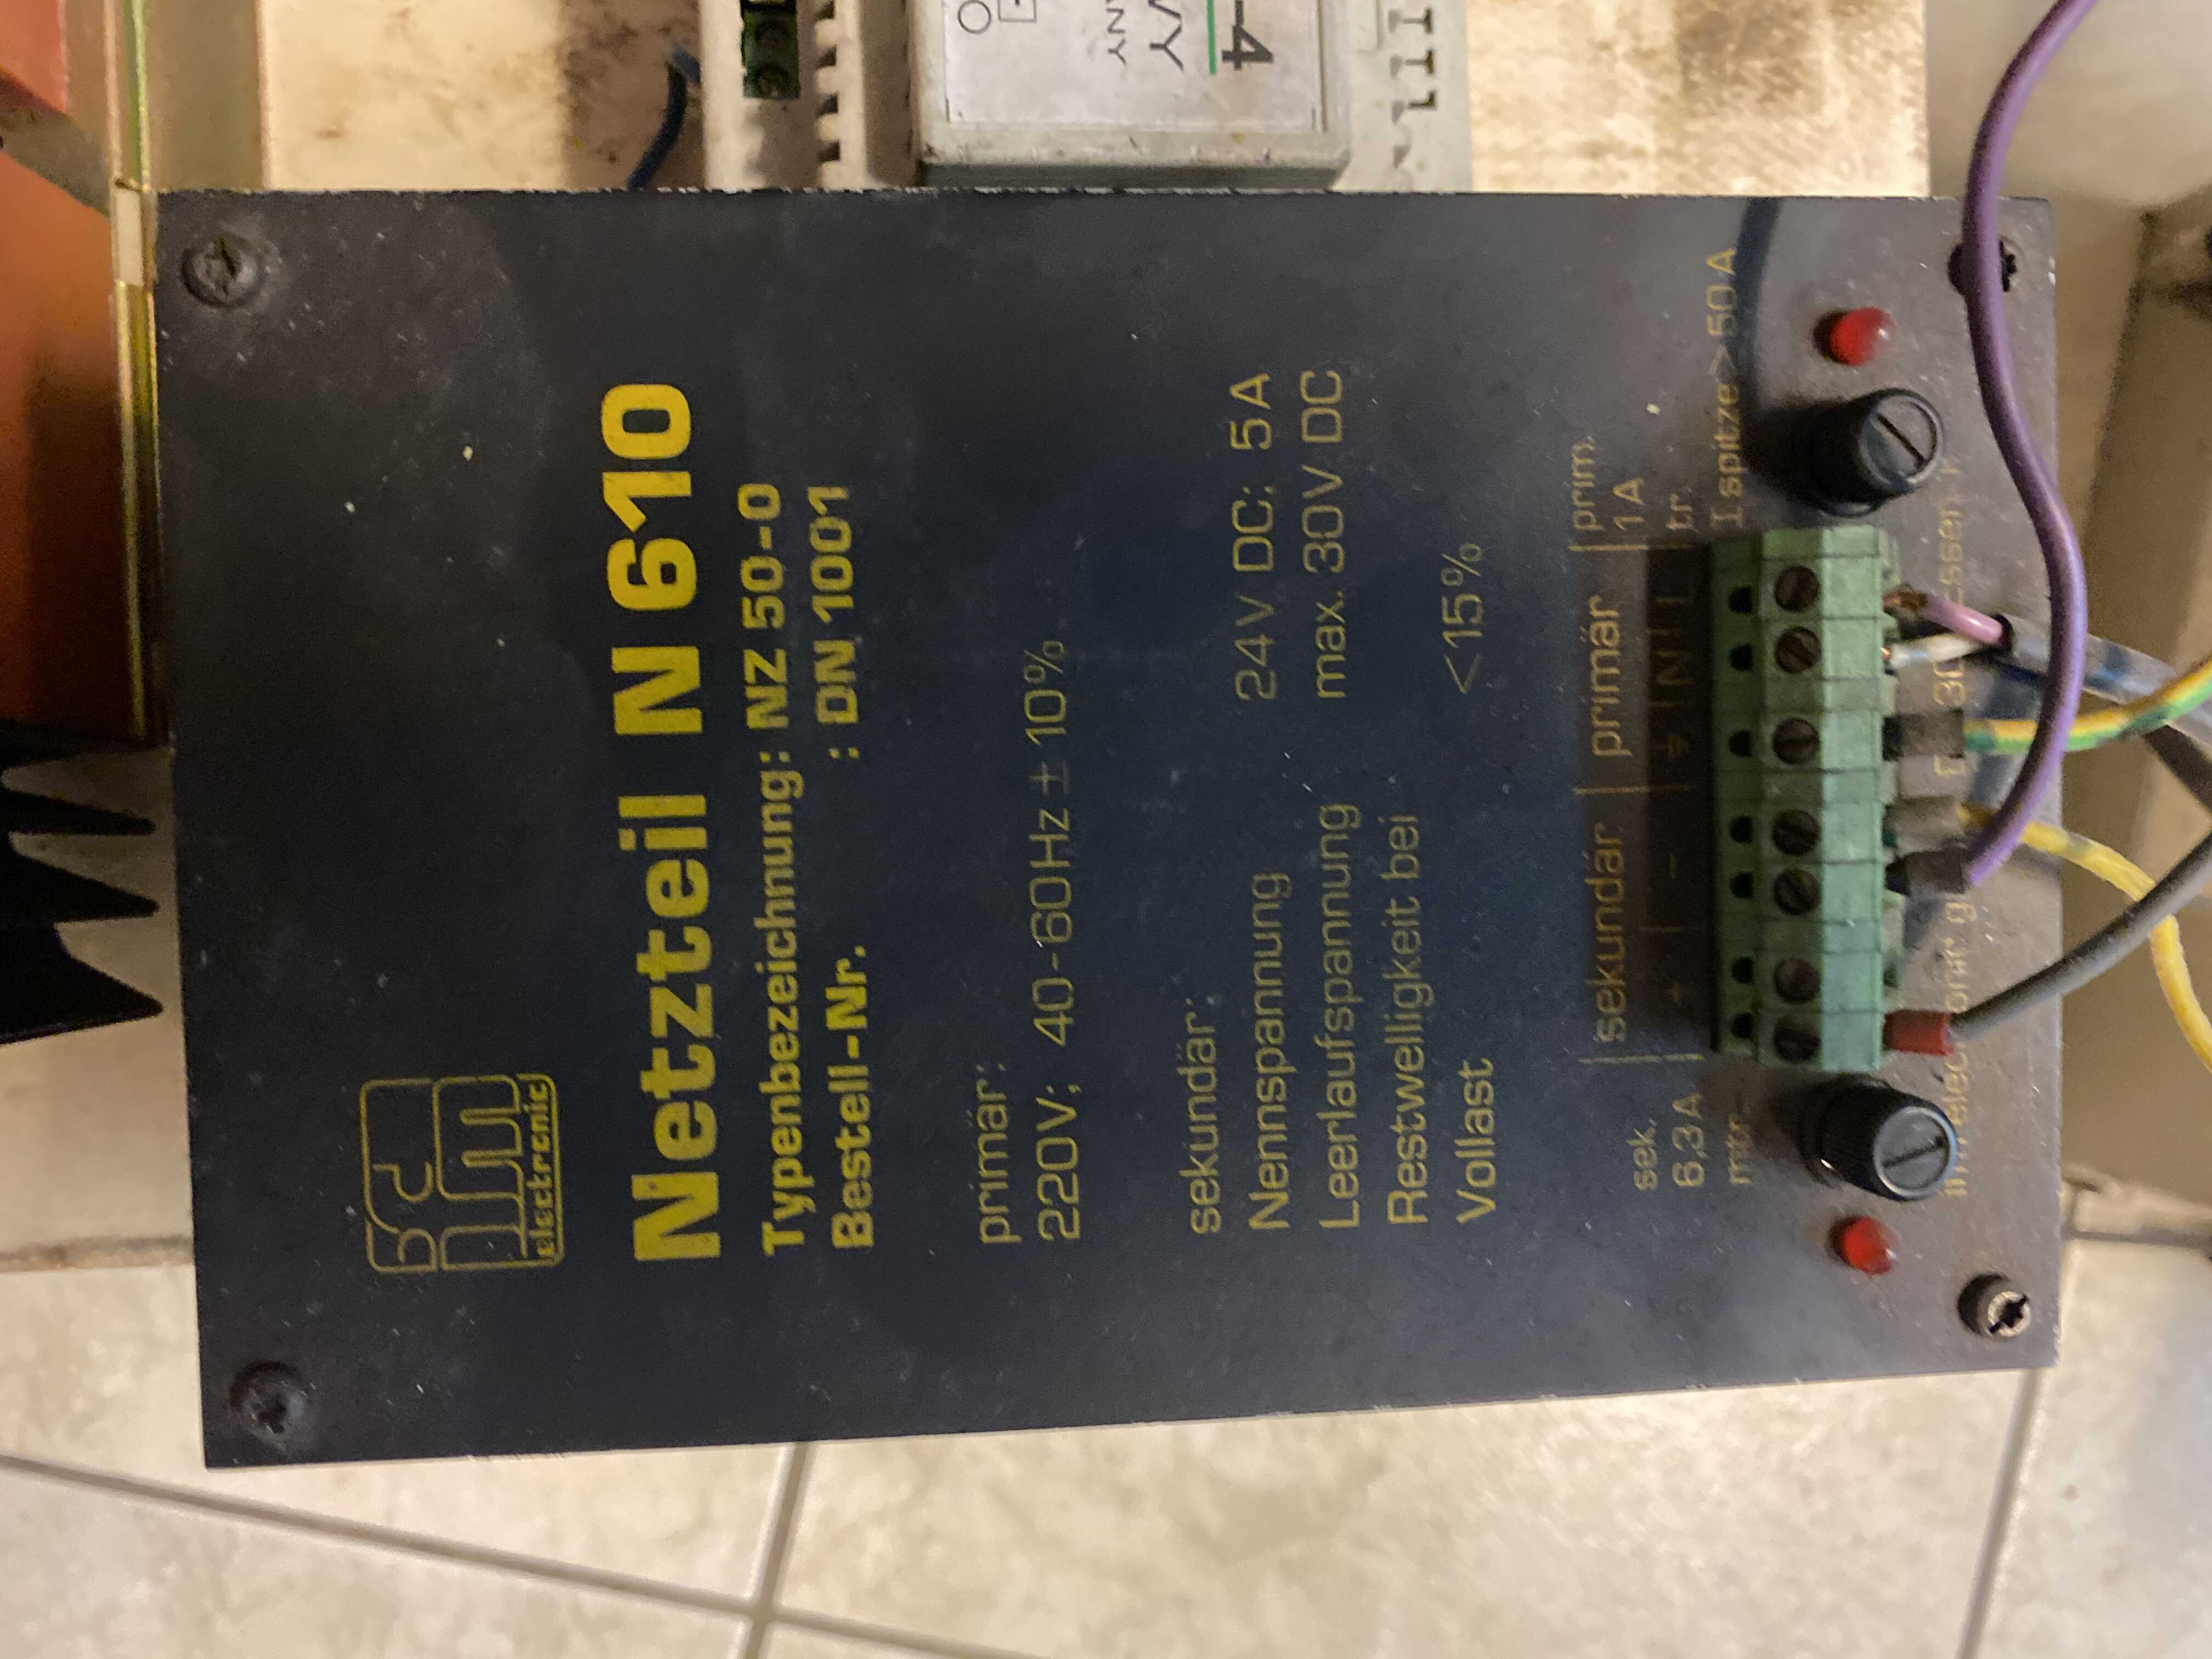 ifm
electronic
Netzteil N 610
Typenbezeichnung: NZ 50-0
Bestell-Nr. : DN 1001
primär:
220V; 40-60Hz ± 10%
sekundär:
Nennspannung 24V DC; 5A
Leerlaufspannung max. 30V DC
Restwelligkeit bei
Vollast <15%
sek. sekundär primär prim.
6,3A + - N L 1A
mtr. tr.
I spitze > 50A
-4